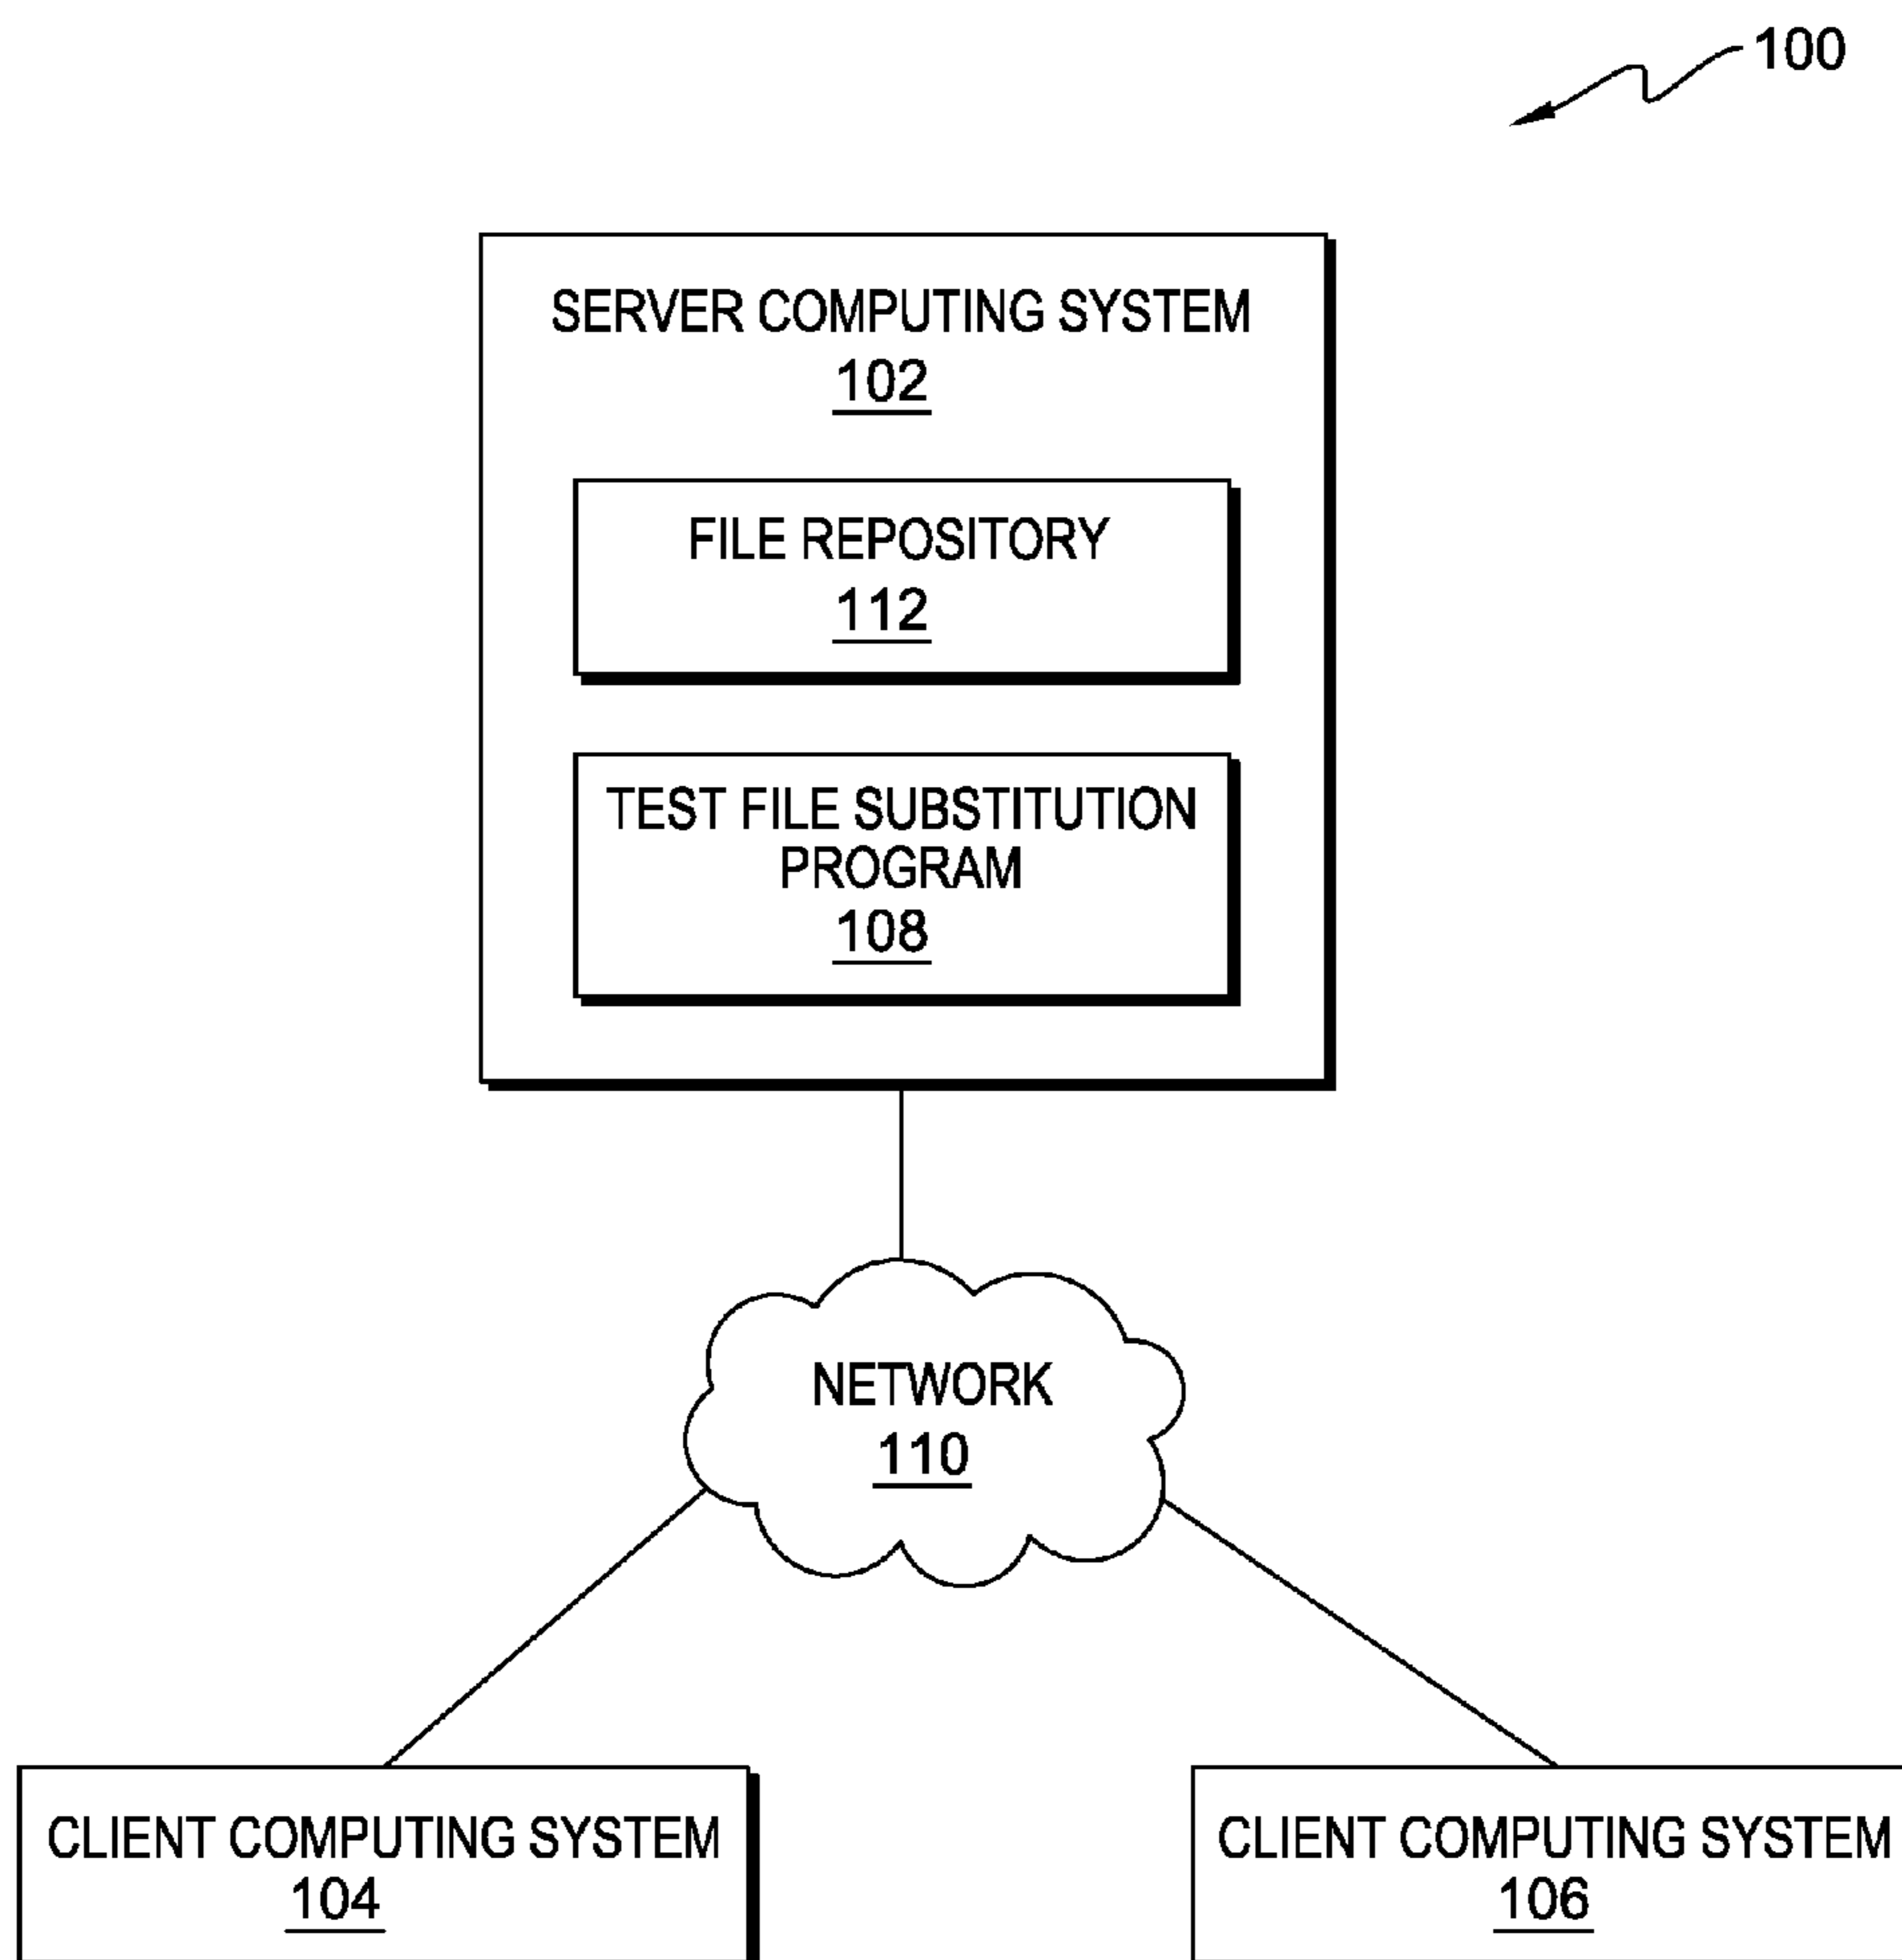 100
SERVER COMPUTING SYSTEM
102
FILE REPOSITORY
112
TEST FILE SUBSTITUTION
PROGRAM
108
NETWORK
110
CLIENT COMPUTING SYSTEM
104
CLIENT COMPUTING SYSTEM
106